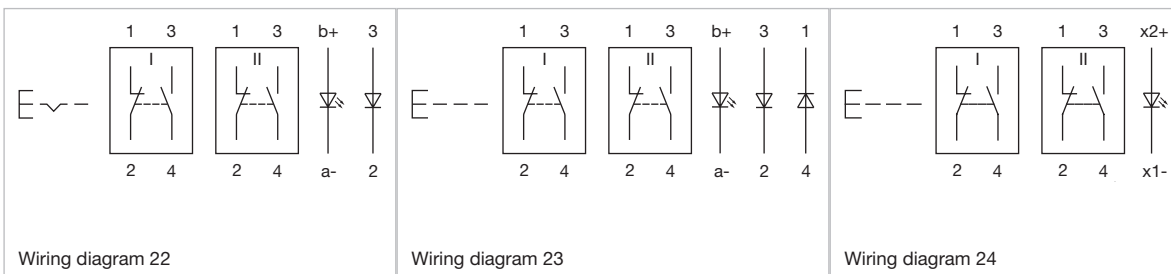 1 3 1 3 b+ 3
I II
2 4 2 4 a- 2
Wiring diagram 22
1 3 1 3 b+ 3 1
I II
2 4 2 4 a- 2 4
Wiring diagram 23
1 3 1 3 x2+
I II
2 4 2 4 x1-
Wiring diagram 24